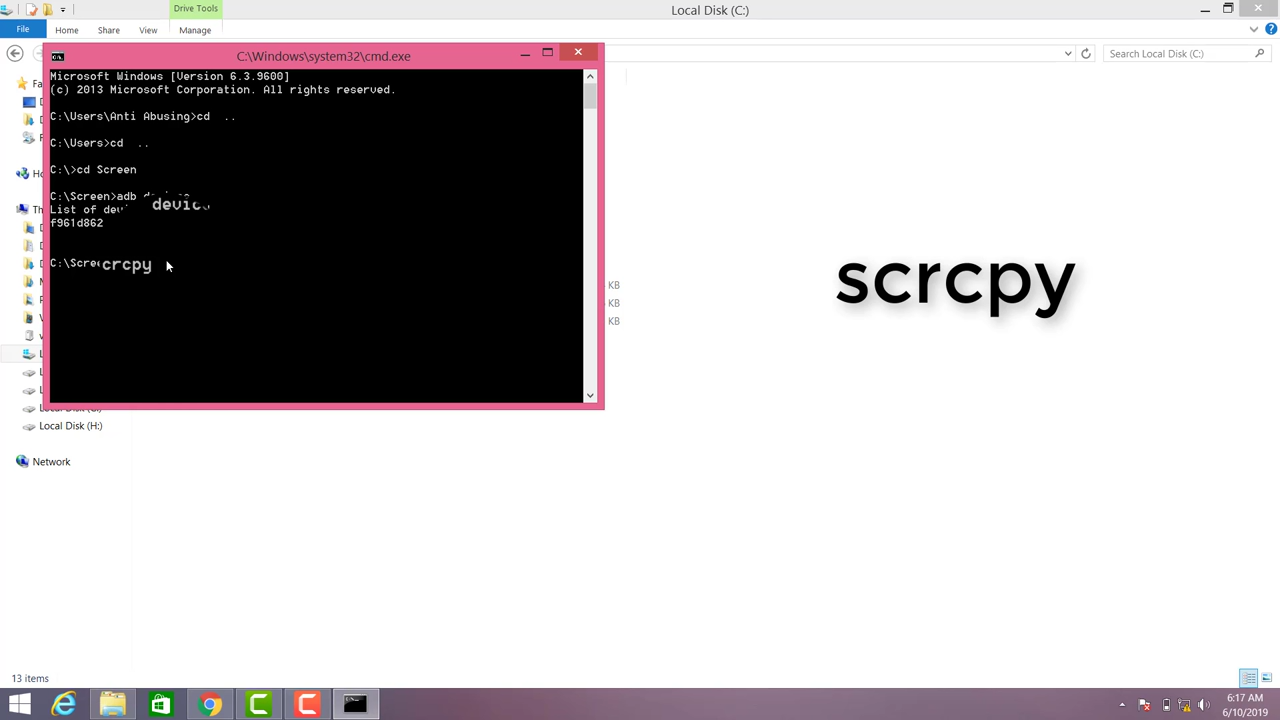 Drive Tools
Local Disk (C:)
File
Home
Share
View
Manage
C:\Windows\system32\cmd.exe
Search Local Disk (C:)
Microsoft Windows [Version 6.3.9600]
(c) 2013 Microsoft Corporation. All rights reserved.
C:\Users\Anti Abusing>cd ..
C:\Users>cd ..
C:\>cd Screen
C:\Screen>adb
List of
f961d862
crcpy
scrcpy
KB
KB
KB
Local Disk (H:)
Network
13 items
6:17 AM
6/10/2019